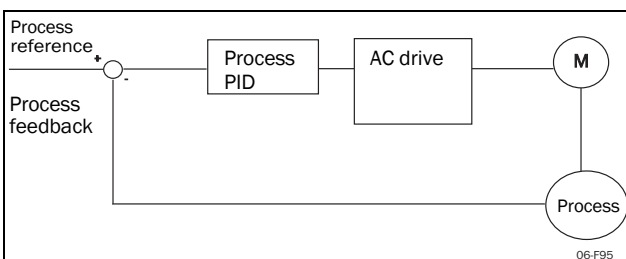 Process
reference
+
-
Process
feedback
Process
PID
AC drive
M
Process
06-F95